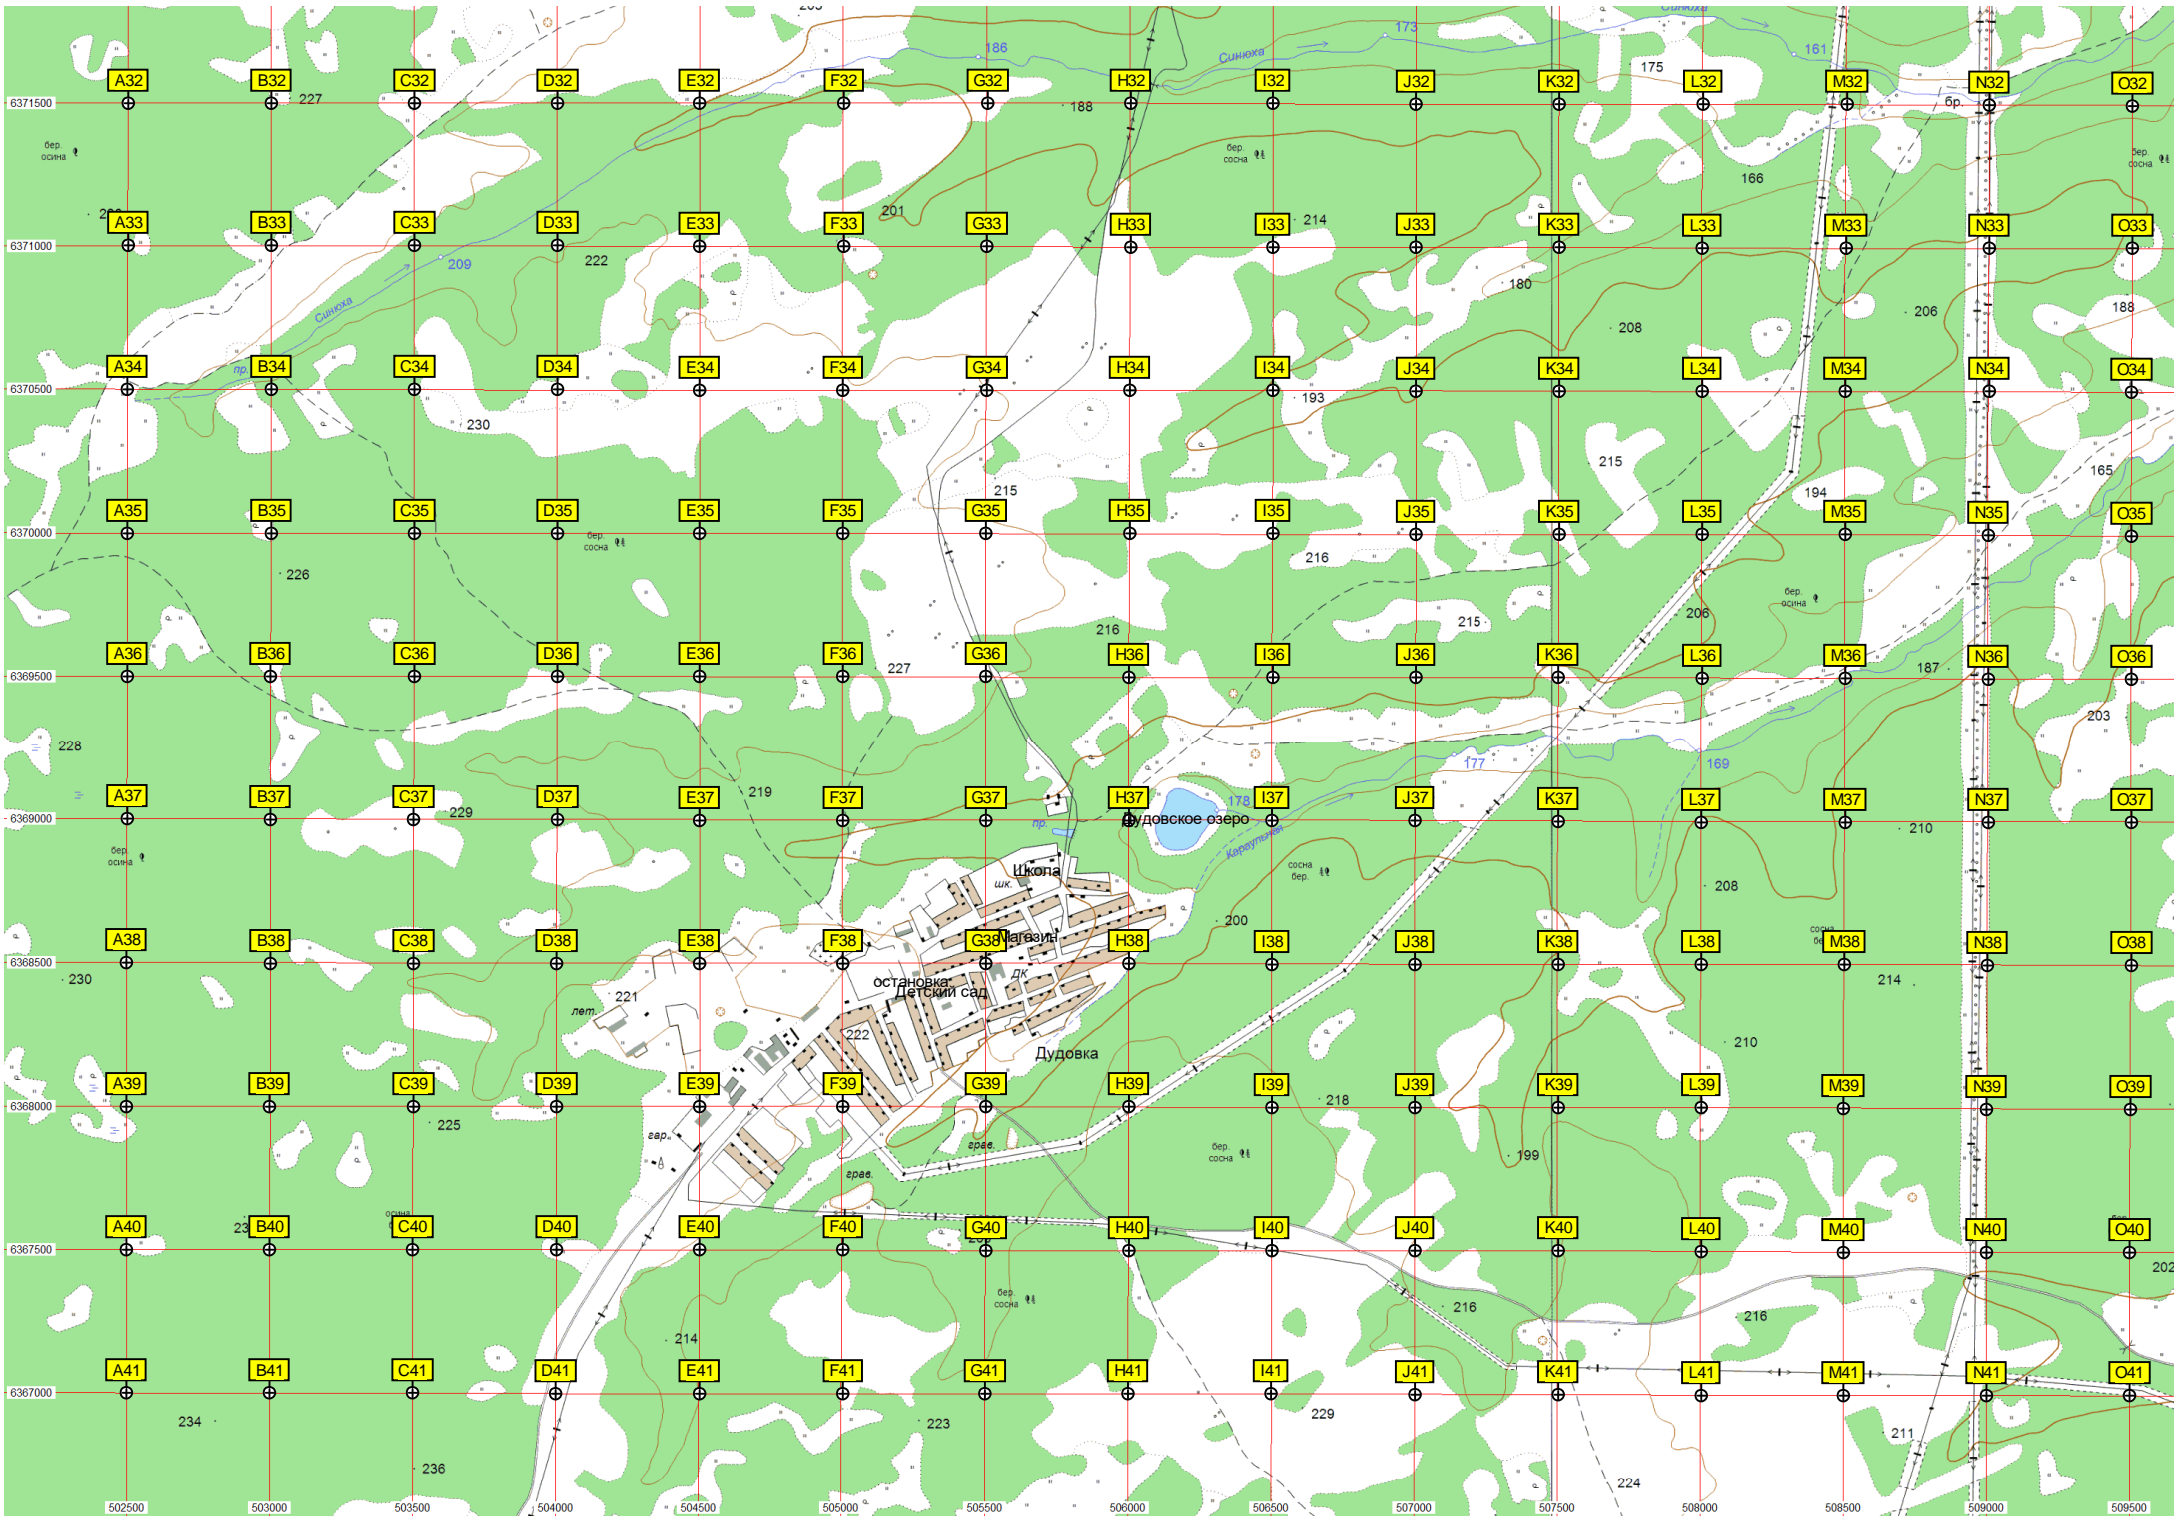 203
Синюха
186
173
Синюха
161
175
A32 B32 C32 D32 E32 F32 G32 H32 I32 J32 K32 L32 M32 N32 O32
6371500
227
188
бр.
бер.
осина
бер.
сосна
бер.
сосна
166
201
214
A33 B33 C33 D33 E33 F33 G33 H33 I33 J33 K33 L33 M33 N33 O33
6371000
209
222
180
Синюха
208
206
188
A34 B34 C34 D34 E34 F34 G34 H34 I34 J34 K34 L34 M34 N34 O34
пр.
6370500
193
230
215
165
215
194
A35 B35 C35 D35 E35 F35 G35 H35 I35 J35 K35 L35 M35 N35 O35
6370000
бер.
сосна
216
226
бер.
осина
206
215
216
A36 B36 C36 D36 E36 F36 G36 H36 I36 J36 K36 L36 M36 N36 O36
227
187
6369500
203
228
177
169
219
A37 B37 C37 D37 E37 F37 G37 H37 I37 J37 K37 L37 M37 N37 O37
178
229
6369000
Дудовское озеро
пр.
210
Караульная
бер.
осина
Школа
шк.
сосна
бер.
208
200
A38 B38 C38 D38 E38 F38 G38 H38 I38 J38 K38 L38 M38 N38 O38
Магазин
сосна
6368500
ДК
230
остановка
Детский сад
214
221
лет.
222
210
Дудовка
A39 B39 C39 D39 E39 F39 G39 H39 I39 J39 K39 L39 M39 N39 O39
6368000
218
225
гар.
грав.
бер.
сосна
199
грав.
осина
A40 B40 C40 D40 E40 F40 G40 H40 I40 J40 K40 L40 M40 N40 O40
6367500
202
бер.
сосна
216
216
214
A41 B41 C41 D41 E41 F41 G41 H41 I41 J41 K41 L41 M41 N41 O41
6367000
234
223
229
211
236
224
502500 503000 503500 504000 504500 505000 505500 506000 506500 507000 507500 508000 508500 509000 509500